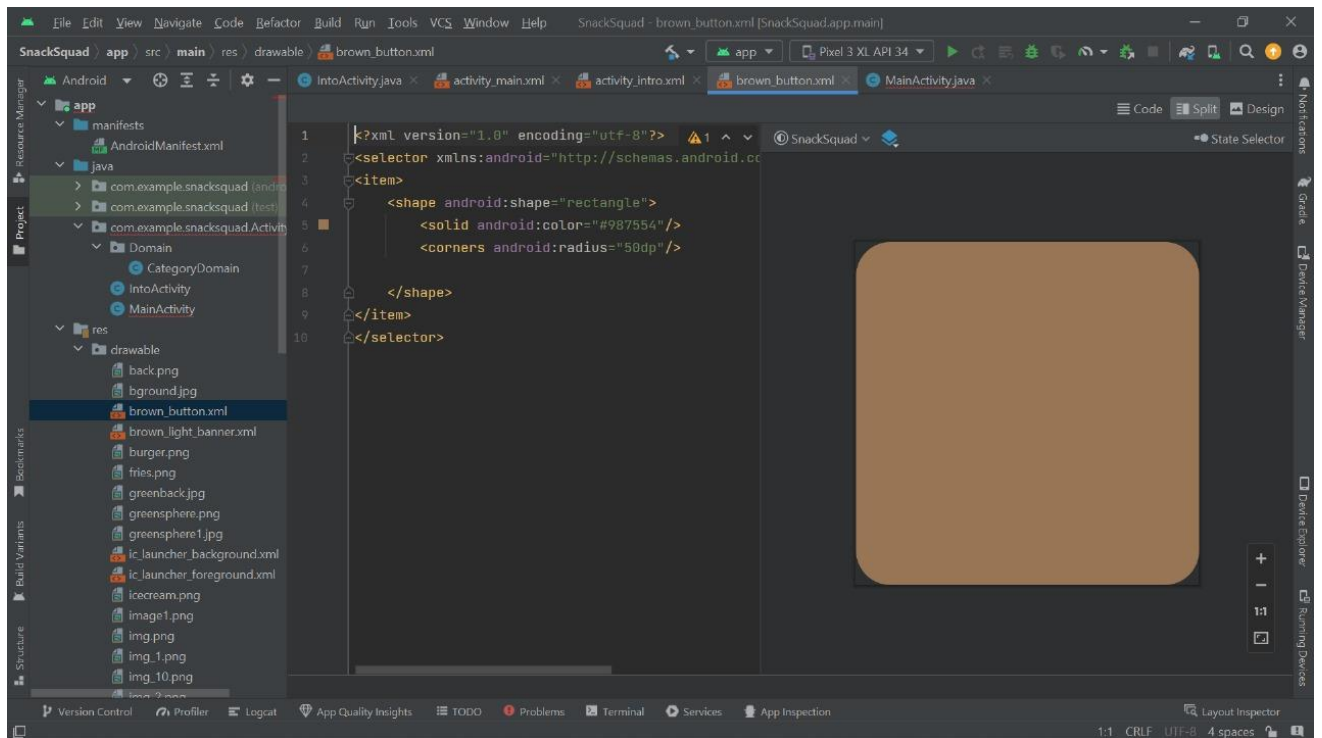 File Edit View Navigate Code Refactor Build Run Tools VCS Window Help SnackSquad - brown_button.xml [SnackSquad.app.main]
SnackSquad app src main res drawable brown_button.xml app Pixel 3 XL API 34
Android IntoActivity.java activity_main.xml activity_intro.xml brown_button.xml MainActivity.java
Code Split Design
SnackSquad State Selector
app
manifests
AndroidManifest.xml
java
com.example.snacksquad (andro
com.example.snacksquad (test)
com.example.snacksquad.Activit
Domain
CategoryDomain
IntoActivity
MainActivity
res
drawable
back.png
bground.jpg
brown_button.xml
brown_light_banner.xml
burger.png
fries.png
greenback.jpg
greensphere.png
greensphere1.jpg
ic_launcher_background.xml
ic_launcher_foreground.xml
icecream.png
image1.png
img.png
img_1.png
img_10.png
img_2.png
1 <?xml version="1.0" encoding="utf-8"?> 1
2 <selector xmlns:android="http://schemas.android.co
3 <item>
4 <shape android:shape="rectangle">
5 <solid android:color="#987554"/>
6 <corners android:radius="50dp"/>
7
8 </shape>
9 </item>
10 </selector>
1:1
Resource Manager
Project
Bookmarks
Build Variants
Structure
Notifications
Gradle
Device Manager
Device Explorer
Running Devices
Version Control Profiler Logcat App Quality Insights TODO Problems Terminal Services App Inspection Layout Inspector
1:1 CRLF UTF-8 4 spaces